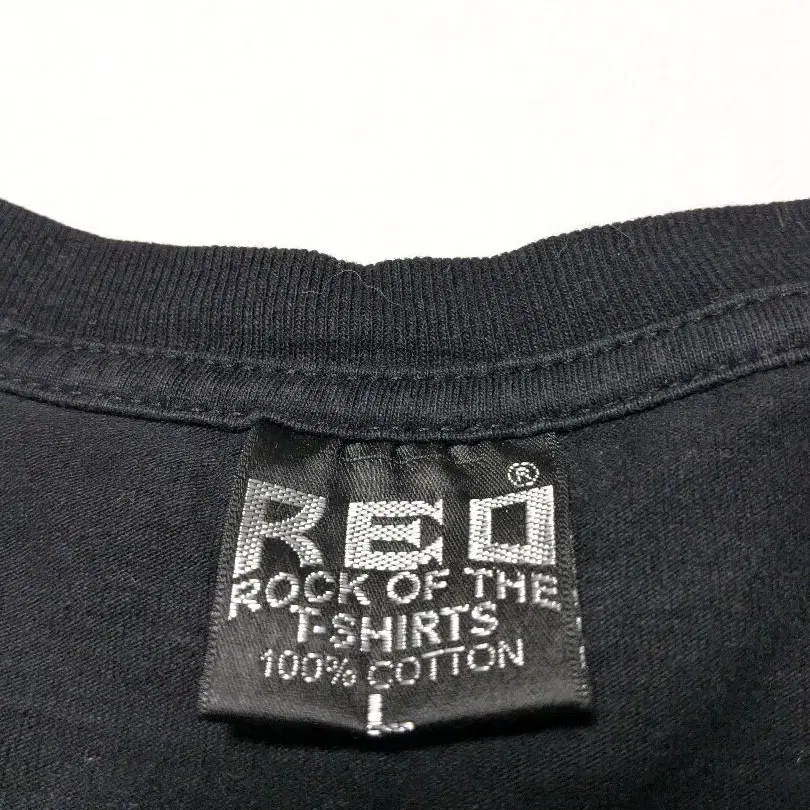 REO®
ROCK OF THE
T-SHIRTS
100% COTTON
L